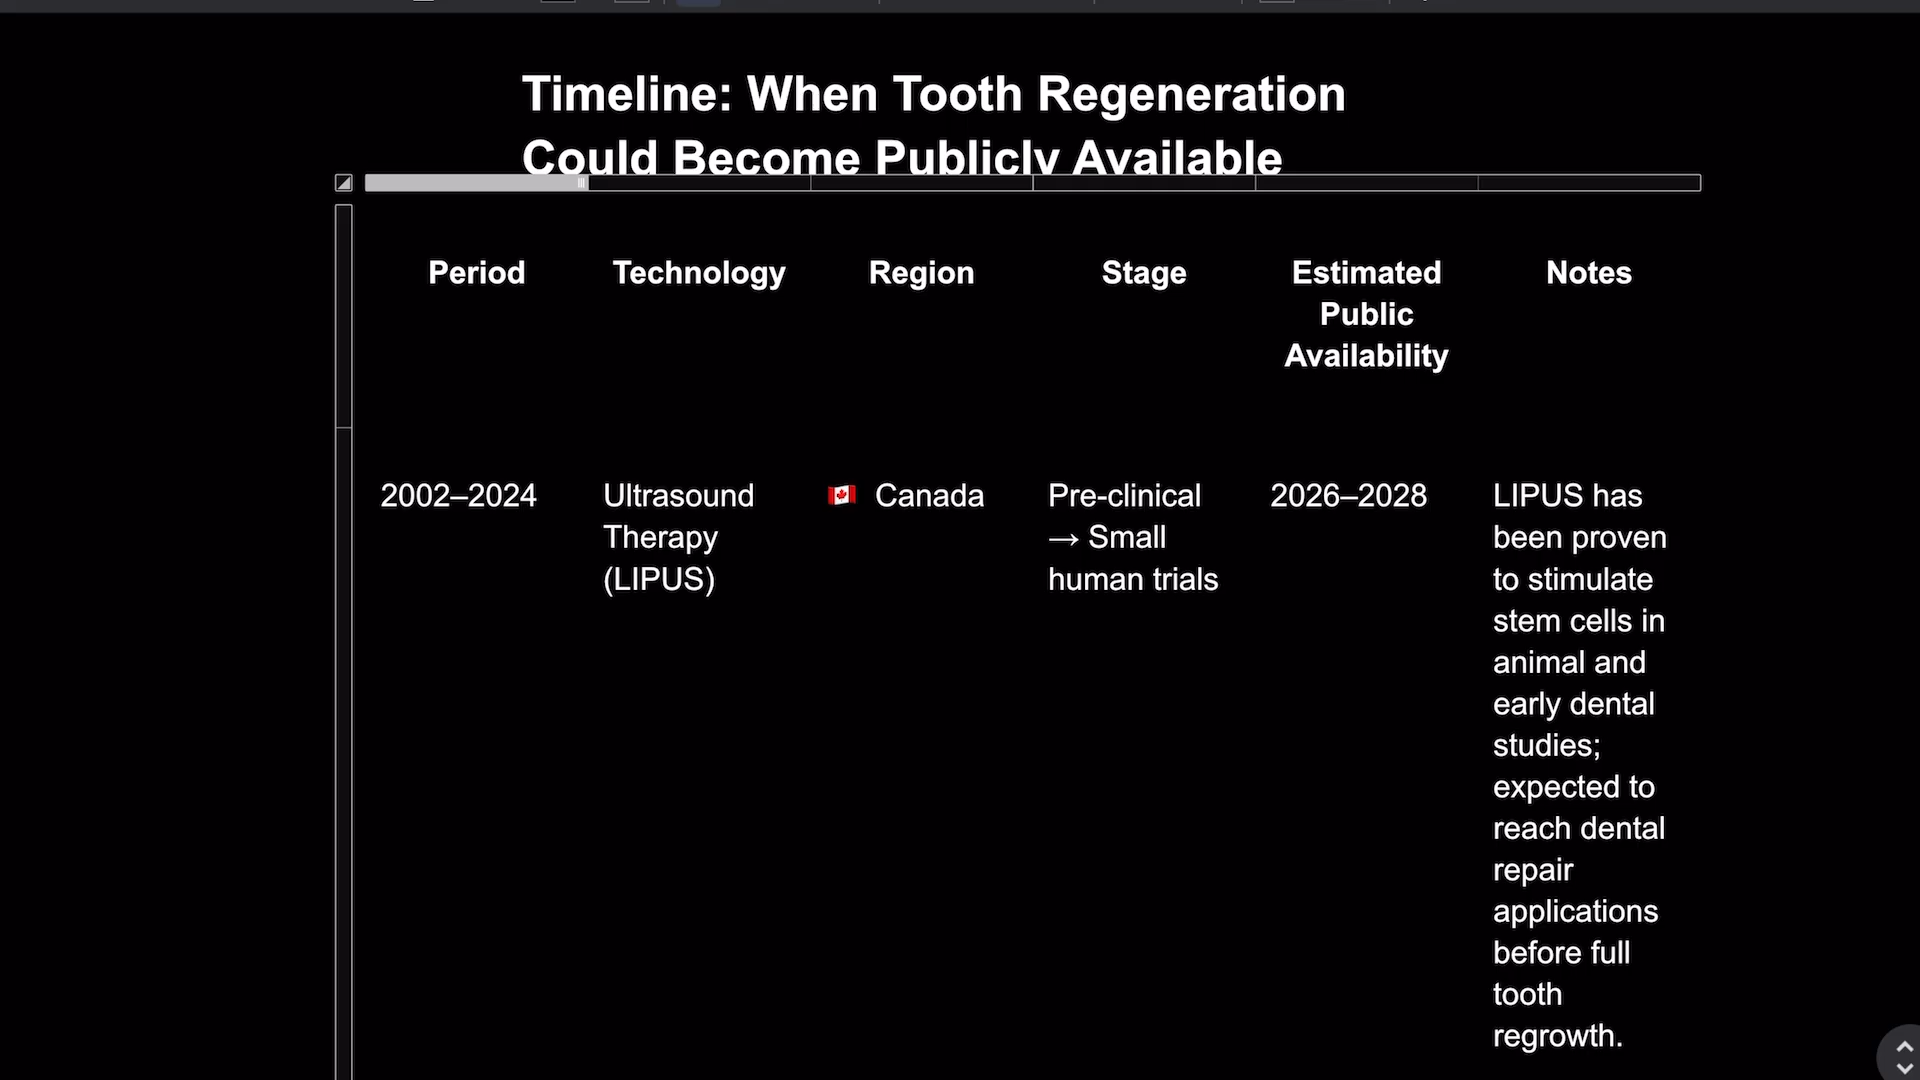 Timeline: When Tooth Regeneration
Could Become Publicly Available
Period
Technology
Region
Stage
Estimated
Public
Availability
Notes
2002–2024
Ultrasound
Therapy
(LIPUS)
🇨🇦 Canada
Pre-clinical
→ Small
human trials
2026–2028
LIPUS has
been proven
to stimulate
stem cells in
animal and
early dental
studies;
expected to
reach dental
repair
applications
before full
tooth
regrowth.